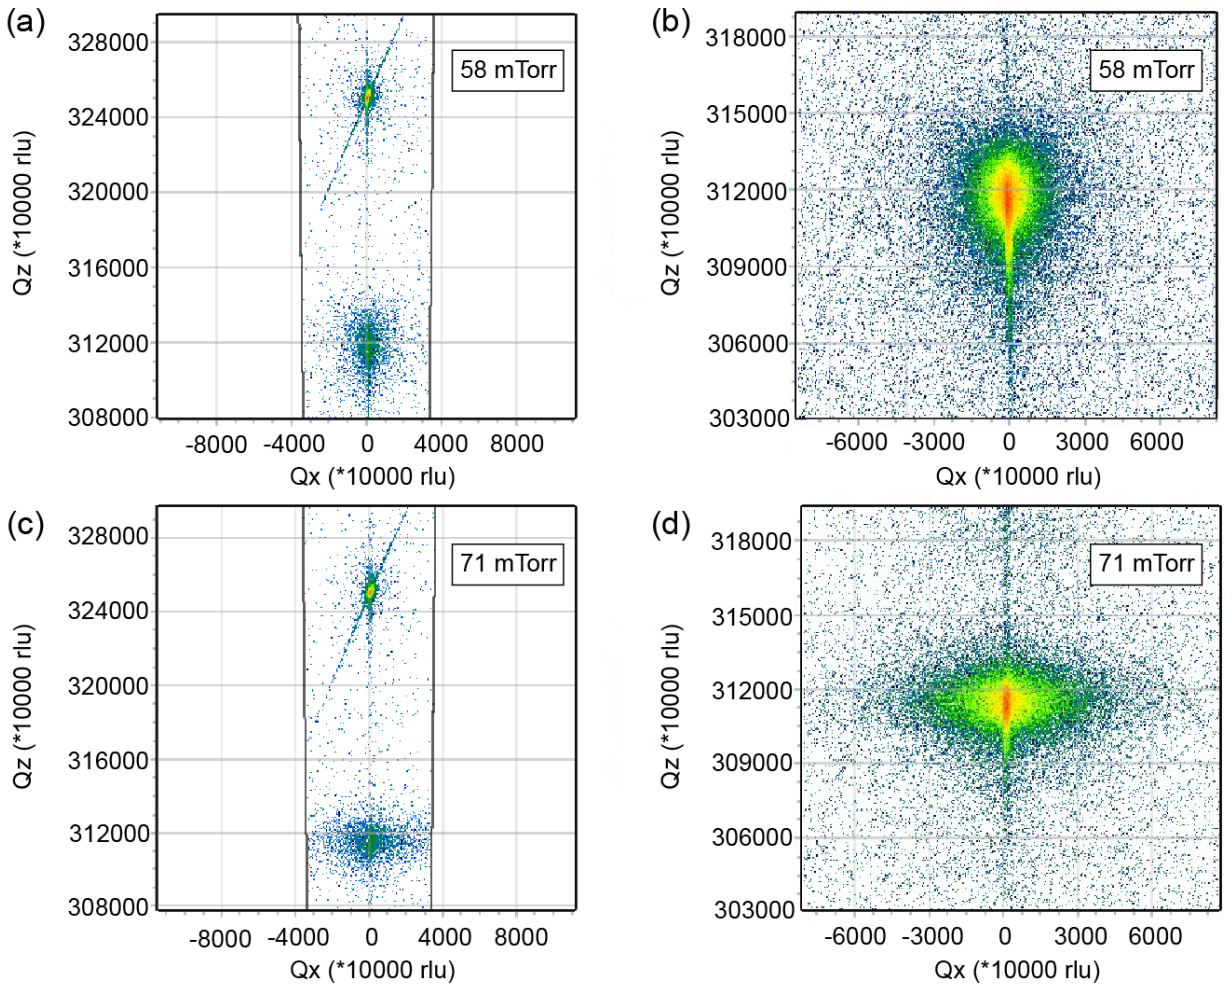 (a)
58 mTorr
328000
324000
320000
316000
312000
308000
-8000 -4000 0 4000 8000
Qx (*10000 rlu)
Qz (*10000 rlu)
(b)
58 mTorr
318000
315000
312000
309000
306000
303000
-6000 -3000 0 3000 6000
Qx (*10000 rlu)
Qz (*10000 rlu)
(c)
71 mTorr
328000
324000
320000
316000
312000
308000
-8000 -4000 0 4000 8000
Qx (*10000 rlu)
Qz (*10000 rlu)
(d)
71 mTorr
318000
315000
312000
309000
306000
303000
-6000 -3000 0 3000 6000
Qx (*10000 rlu)
Qz (*10000 rlu)